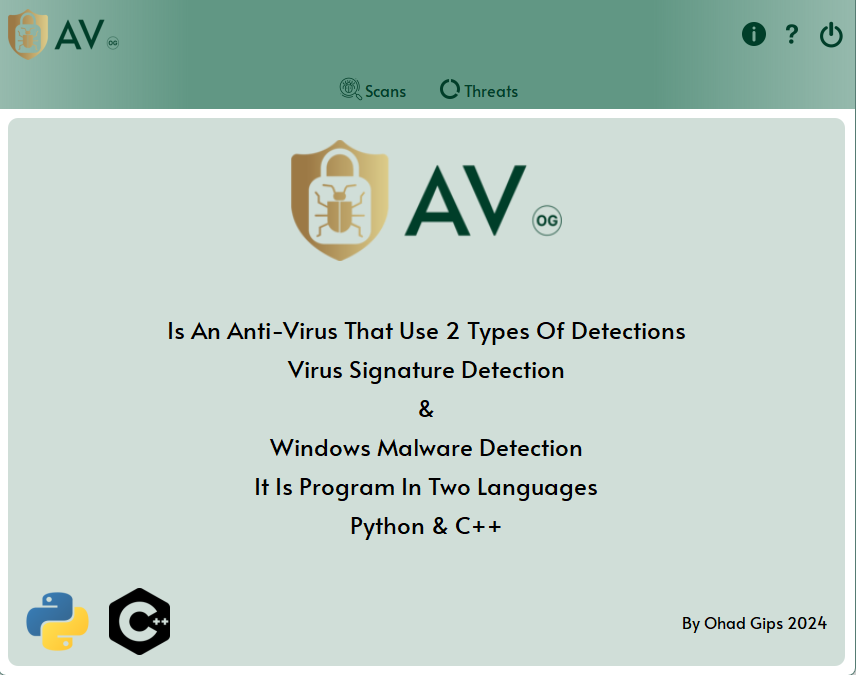 AV OG
Scans Threats
AV OG
Is An Anti-Virus That Use 2 Types Of Detections
Virus Signature Detection
&
Windows Malware Detection
It Is Program In Two Languages
Python & C++
C++
By Ohad Gips 2024